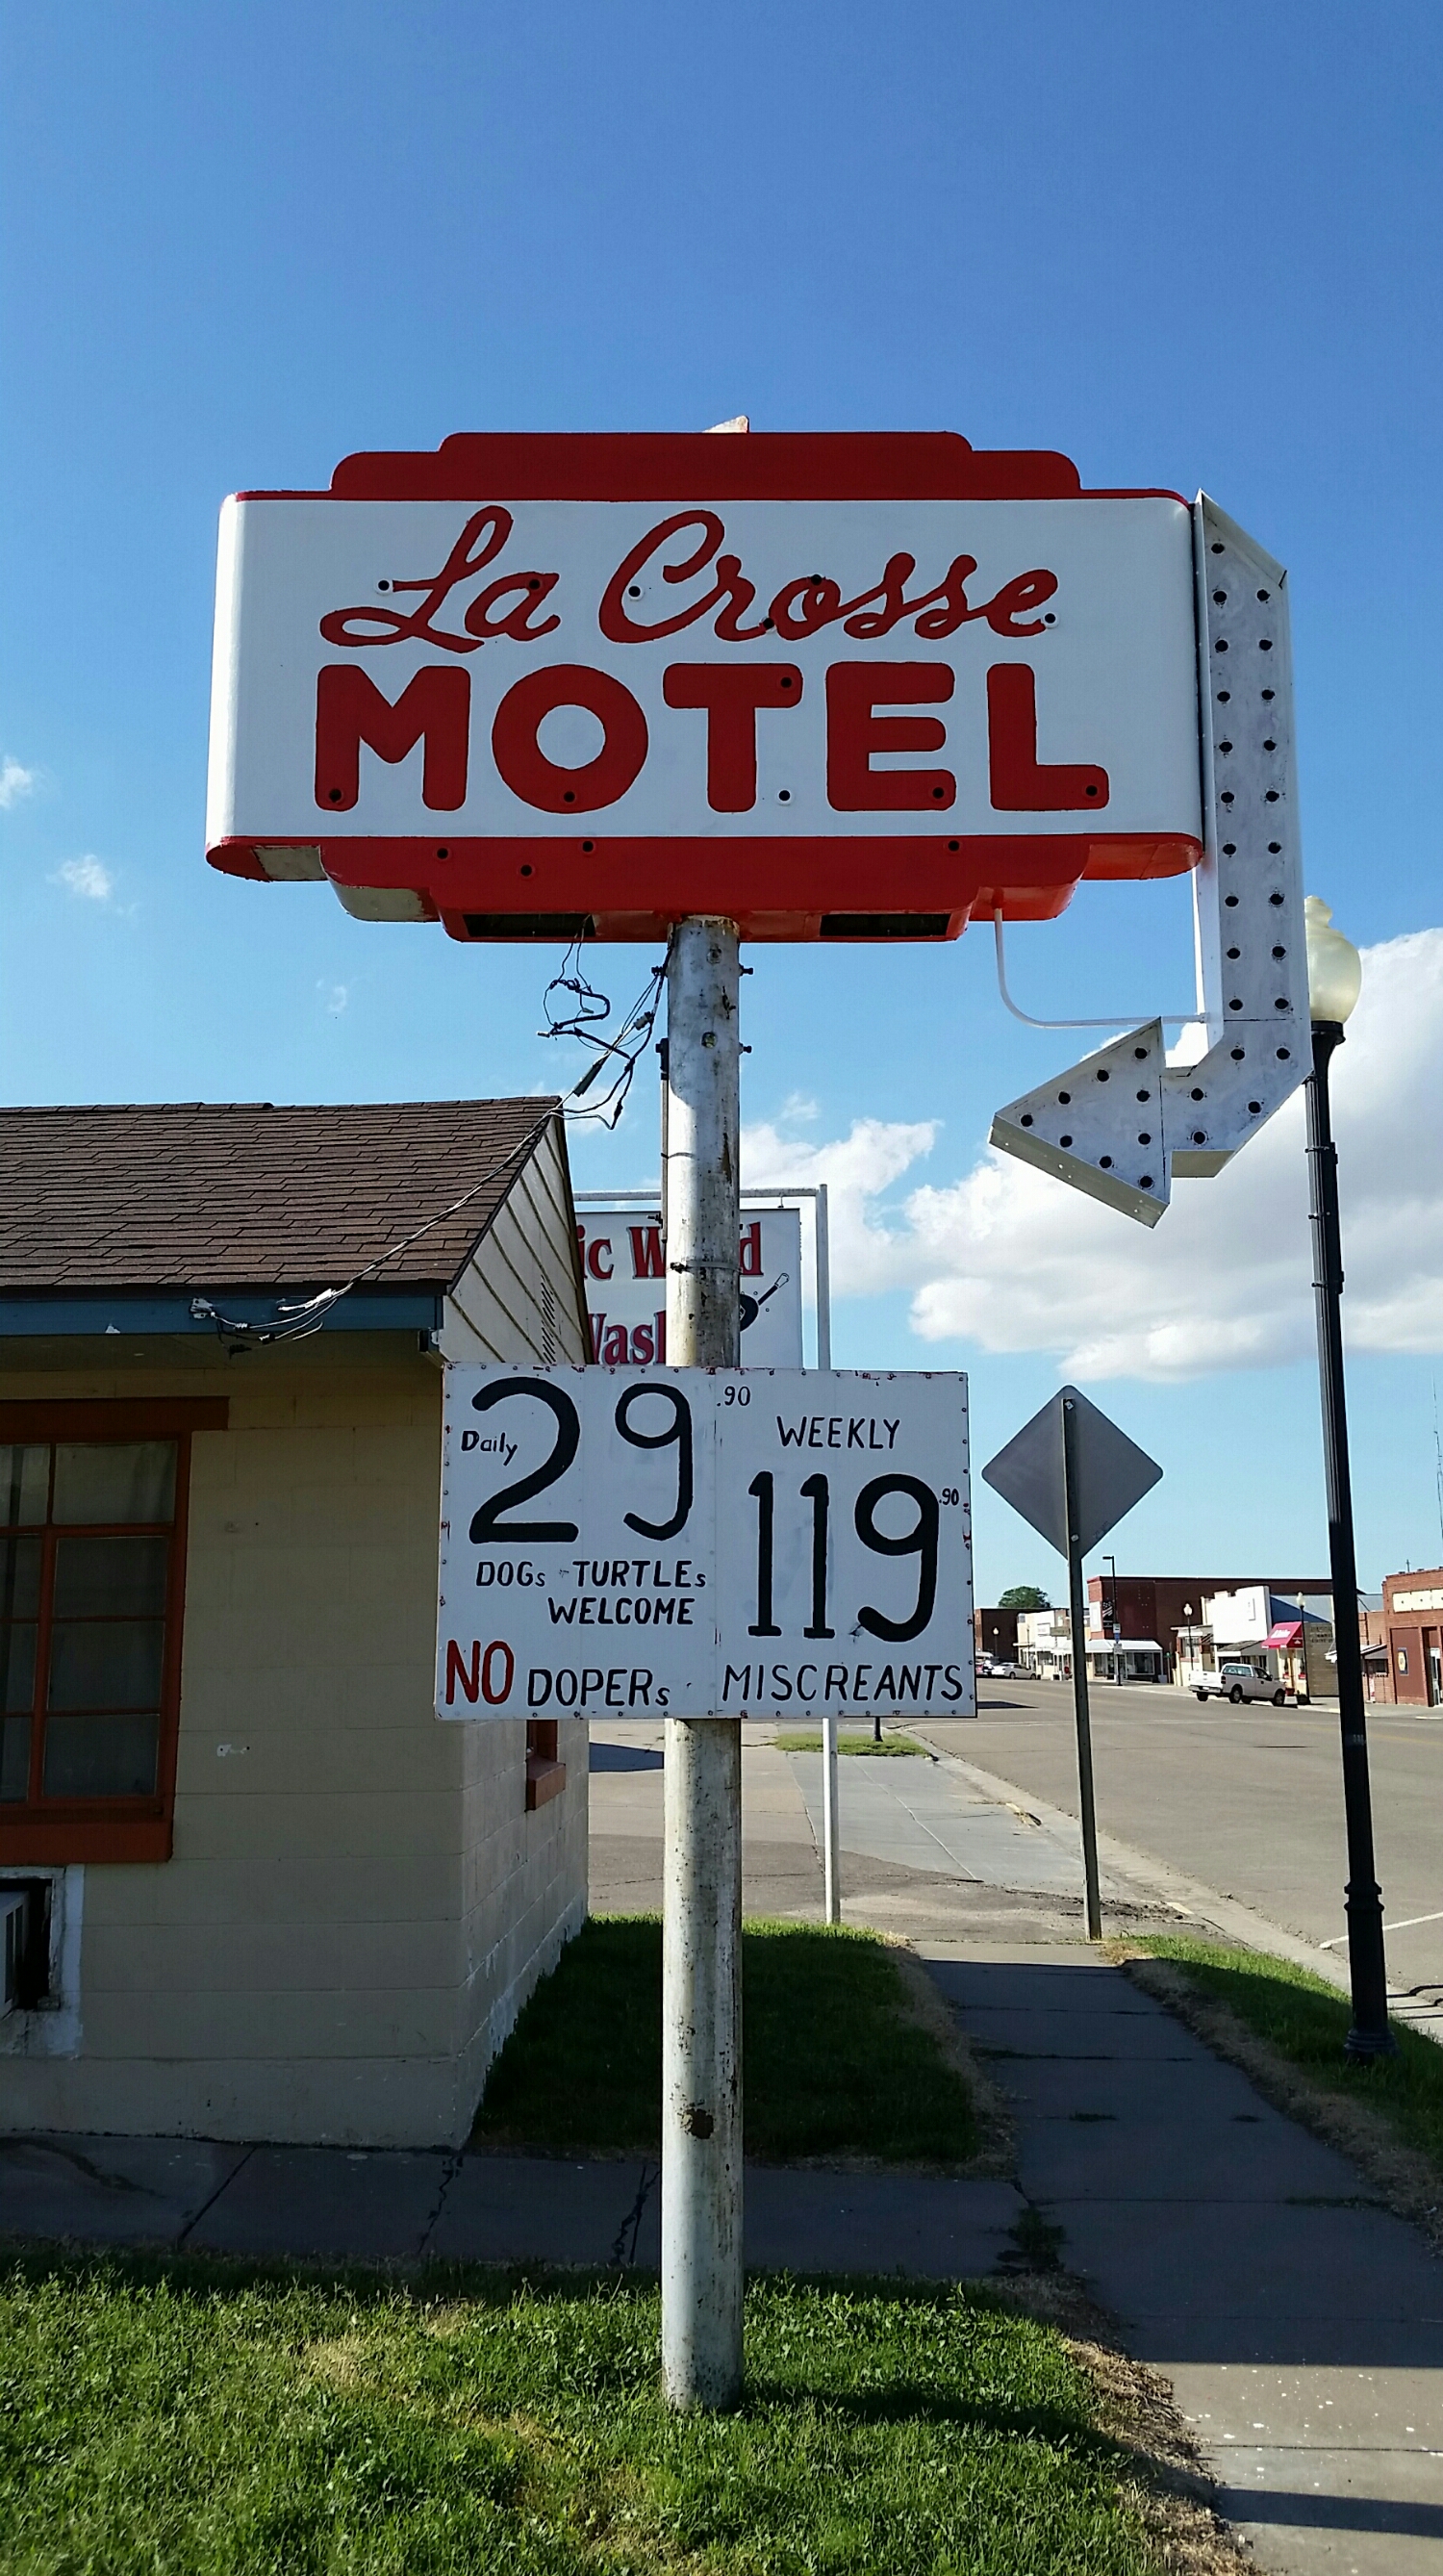 La Crosse
MOTEL
Daily 29.90
DOGs - TURTLEs
WELCOME
NO DOPERs -
WEEKLY
119.90
MISCREANTS